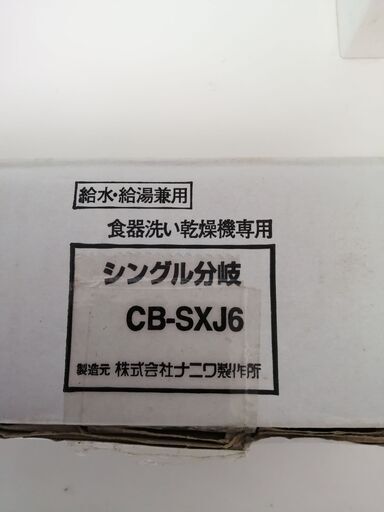 給水・給湯兼用
食器洗い乾燥機専用
シングル分岐
CB-SXJ6
製造元 株式会社ナニワ製作所